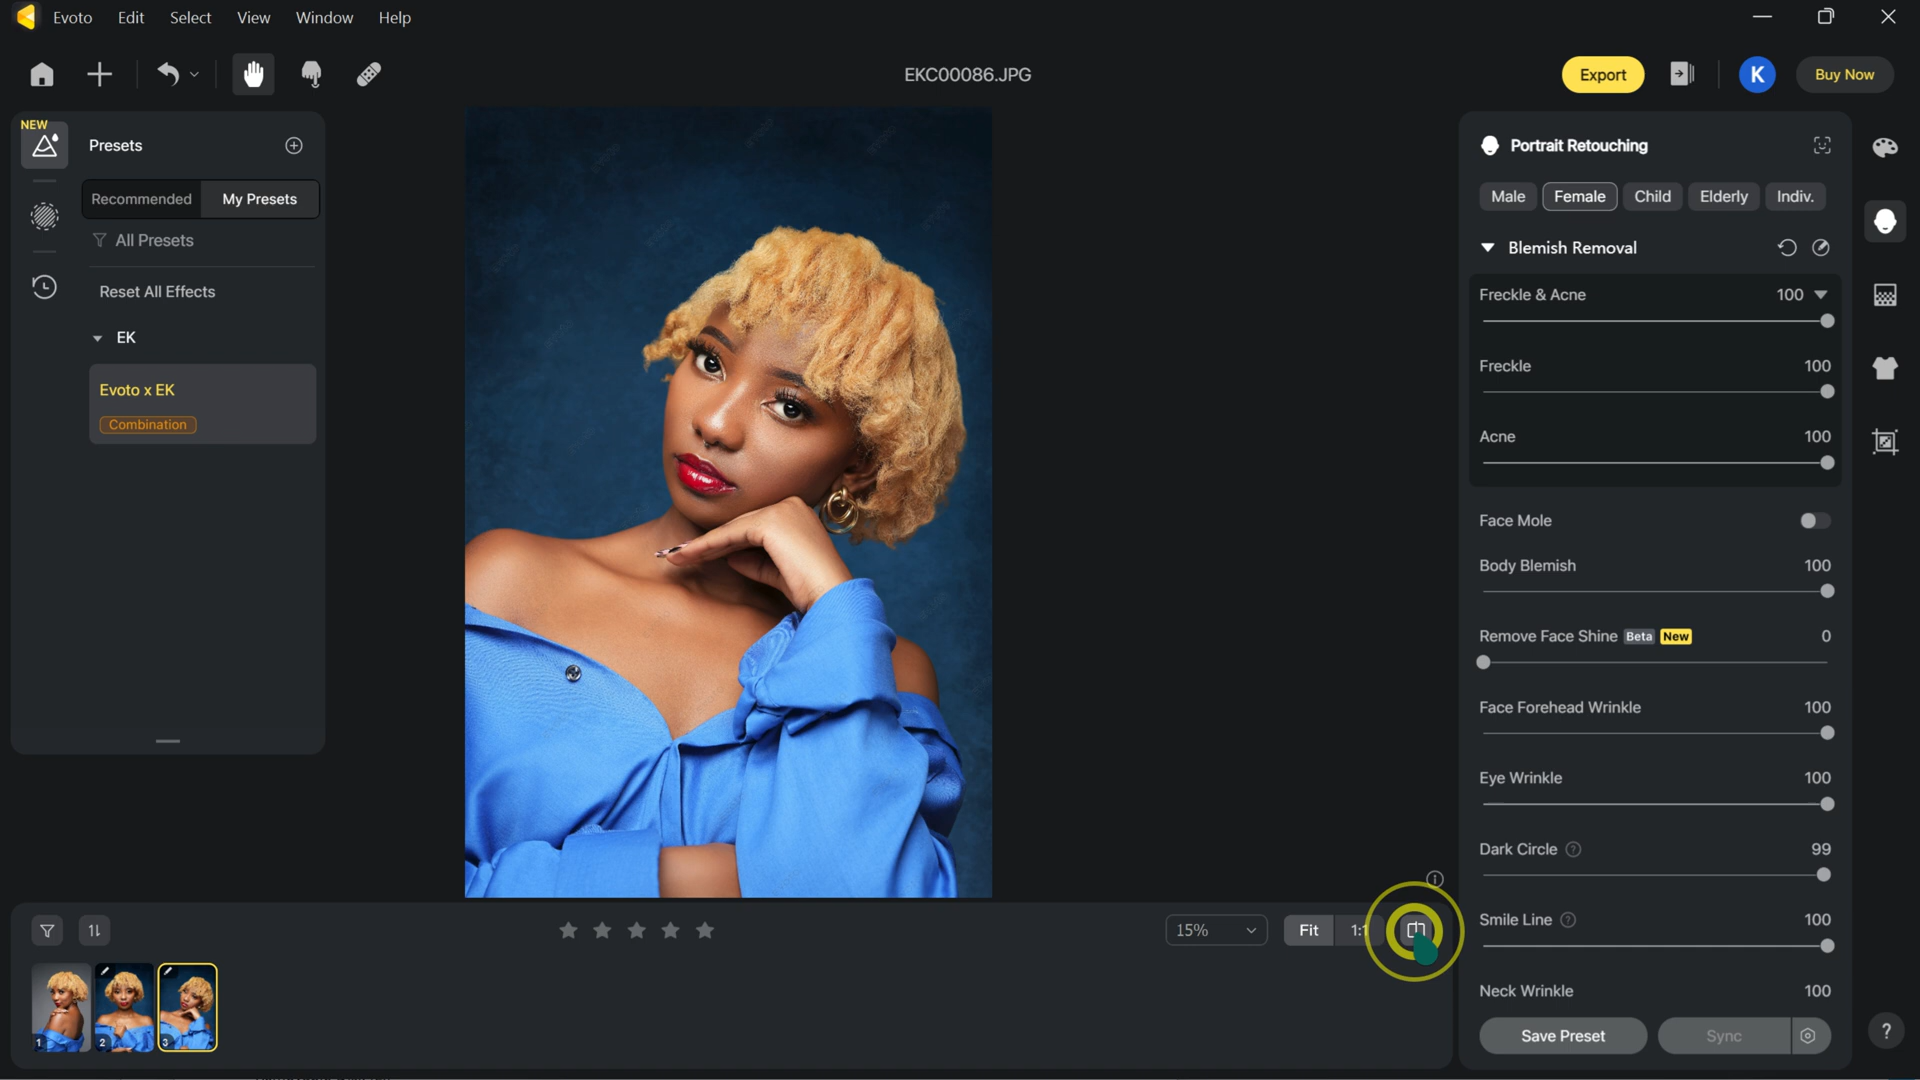 Evoto Edit Select View Window Help
EKC00086.JPG
Export
K
Buy Now
NEW
Presets
Recommended My Presets
All Presets
Reset All Effects
EK
Evoto x EK
Combination
Portrait Retouching
Male Female Child Elderly Indiv.
Blemish Removal
Freckle & Acne 100
Freckle 100
Acne 100
Face Mole
Body Blemish 100
Remove Face Shine Beta New 0
Face Forehead Wrinkle 100
Eye Wrinkle 100
Dark Circle ? 99
Smile Line ? 100
Neck Wrinkle 100
Save Preset Sync
?
15% Fit 1:1
1 2 3